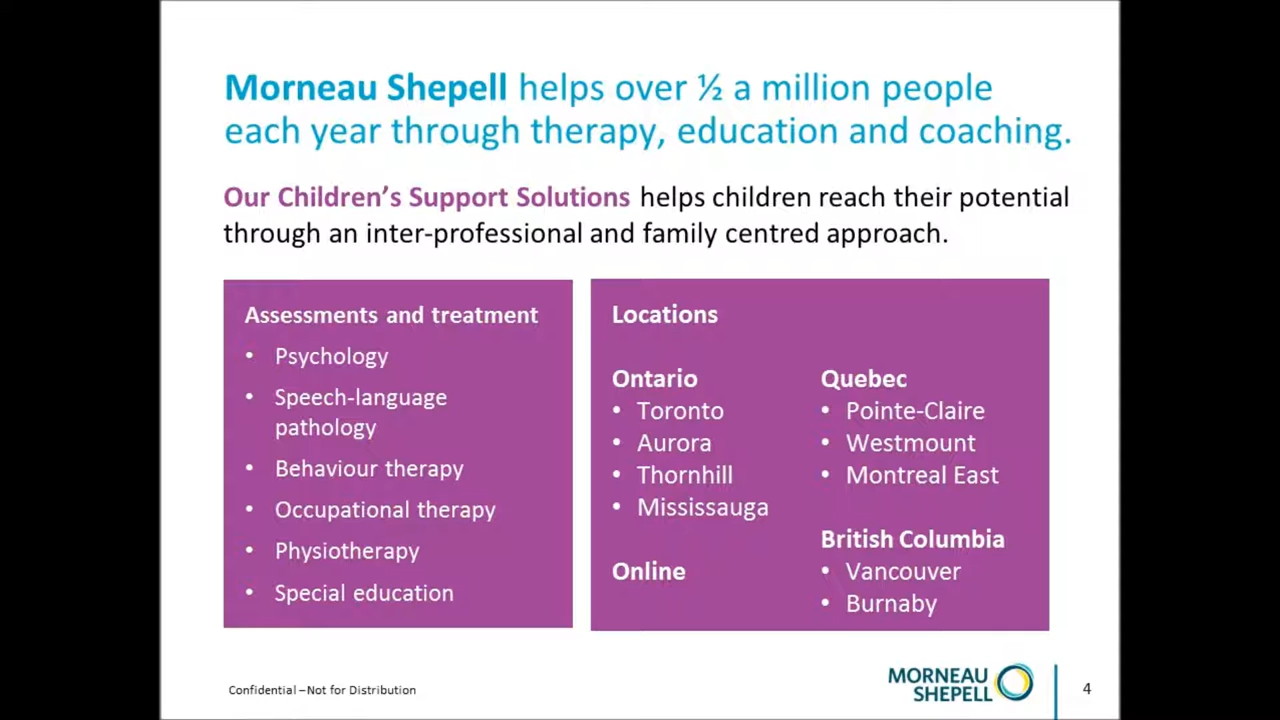 Morneau Shepell helps over ½ a million people
each year through therapy, education and coaching.
Our Children's Support Solutions helps children reach their potential
through an inter-professional and family centred approach.
Assessments and treatment
• Psychology
• Speech-language
pathology
• Behaviour therapy
• Occupational therapy
• Physiotherapy
• Special education
Locations
Ontario
• Toronto
• Aurora
• Thornhill
• Mississauga
Online
Quebec
• Pointe-Claire
• Westmount
• Montreal East
British Columbia
• Vancouver
• Burnaby
Confidential – Not for Distribution
MORNEAU
SHEPELL
4